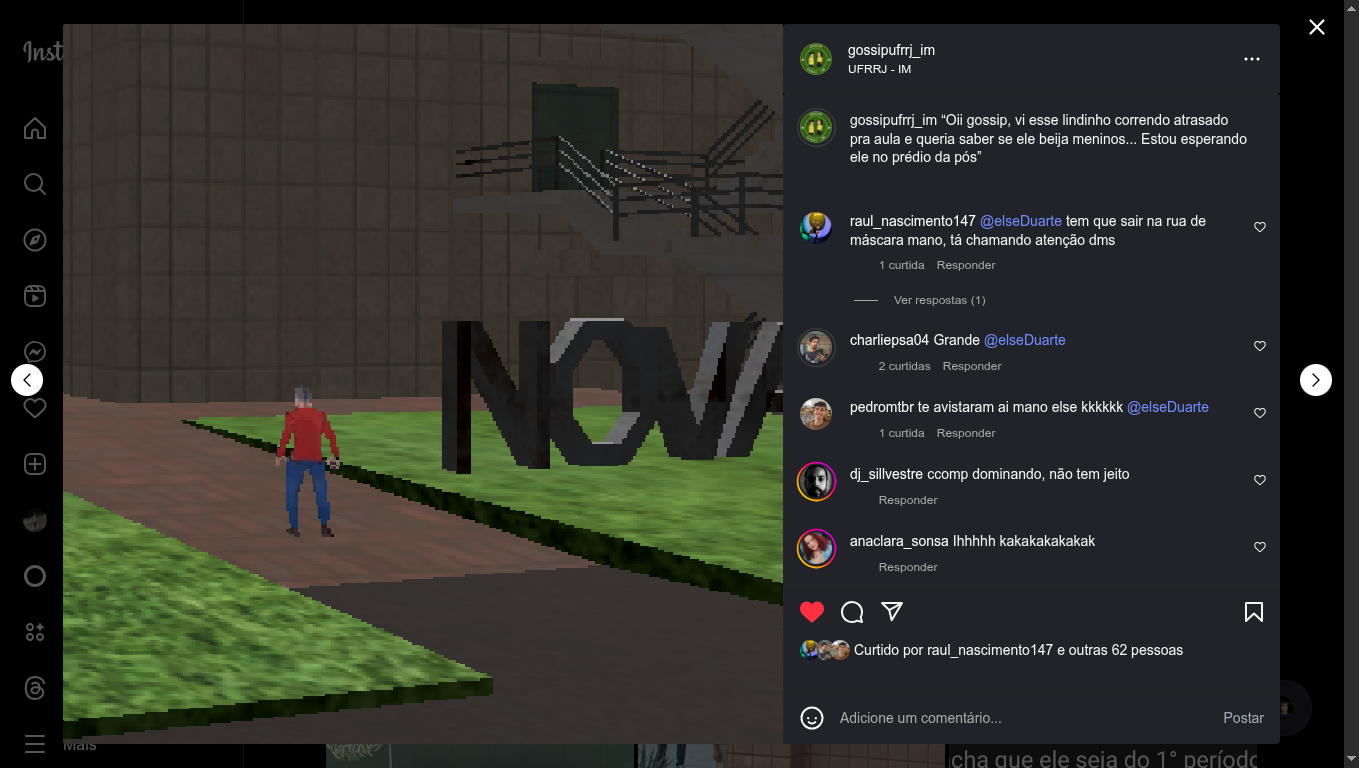 Inst
gossipufrrj_im
UFRRJ - IM
gossipufrrj_im “Oii gossip, vi esse lindinho correndo atrasado
pra aula e queria saber se ele beija meninos... Estou esperando
ele no prédio da pós”
raul_nascimento147 @elseDuarte tem que sair na rua de
máscara mano, tá chamando atenção dms
1 curtida Responder
Ver respostas (1)
charliepsa04 Grande @elseDuarte
2 curtidas Responder
pedromtbr te avistaram ai mano else kkkkkk @elseDuarte
1 curtida Responder
dj_sillvestre ccomp dominando, não tem jeito
Responder
anaclara_sonsa Ihhhhh kakakakakakak
Responder
Curtido por raul_nascimento147 e outras 62 pessoas
Adicione um comentário... Postar
NOV
Mais
cha que ele seja do 1° período